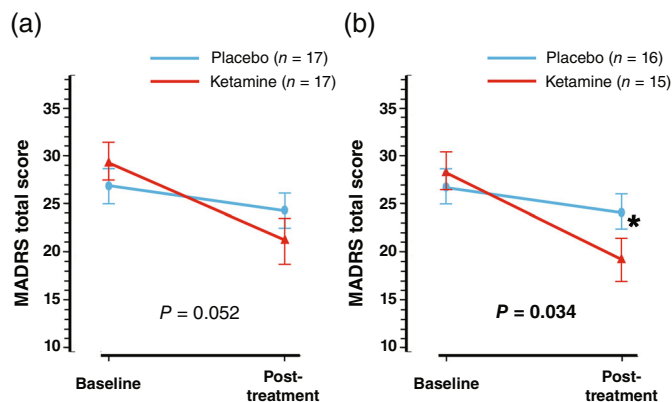 (a)
Placebo (n = 17)
Ketamine (n = 17)
MADRS total score
35
30
25
20
15
10
P = 0.052
Baseline
Post-
treatment
(b)
Placebo (n = 16)
Ketamine (n = 15)
MADRS total score
35
30
25
20
15
10
*
P = 0.034
Baseline
Post-
treatment